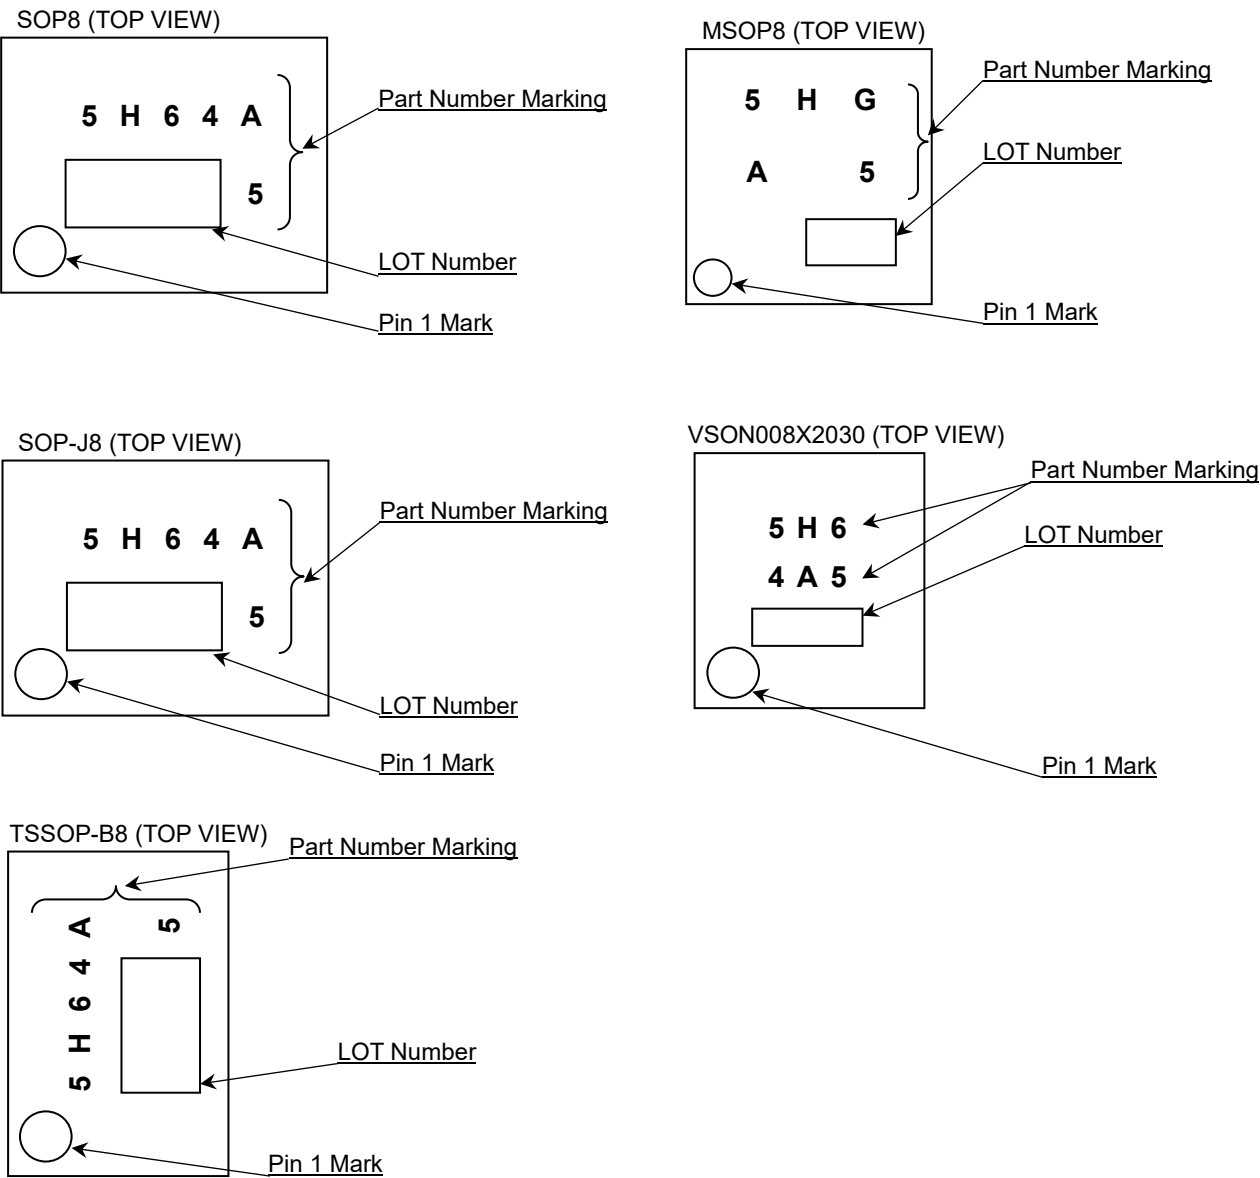 SOP8 (TOP VIEW)
5 H 6 4 A
5
Part Number Marking
LOT Number
Pin 1 Mark
MSOP8 (TOP VIEW)
5 H G
A 5
Part Number Marking
LOT Number
Pin 1 Mark
SOP-J8 (TOP VIEW)
5 H 6 4 A
5
Part Number Marking
LOT Number
Pin 1 Mark
VSON008X2030 (TOP VIEW)
5 H 6
4 A 5
Part Number Marking
LOT Number
Pin 1 Mark
TSSOP-B8 (TOP VIEW)
Part Number Marking
5 H 6 4 A
5
LOT Number
Pin 1 Mark